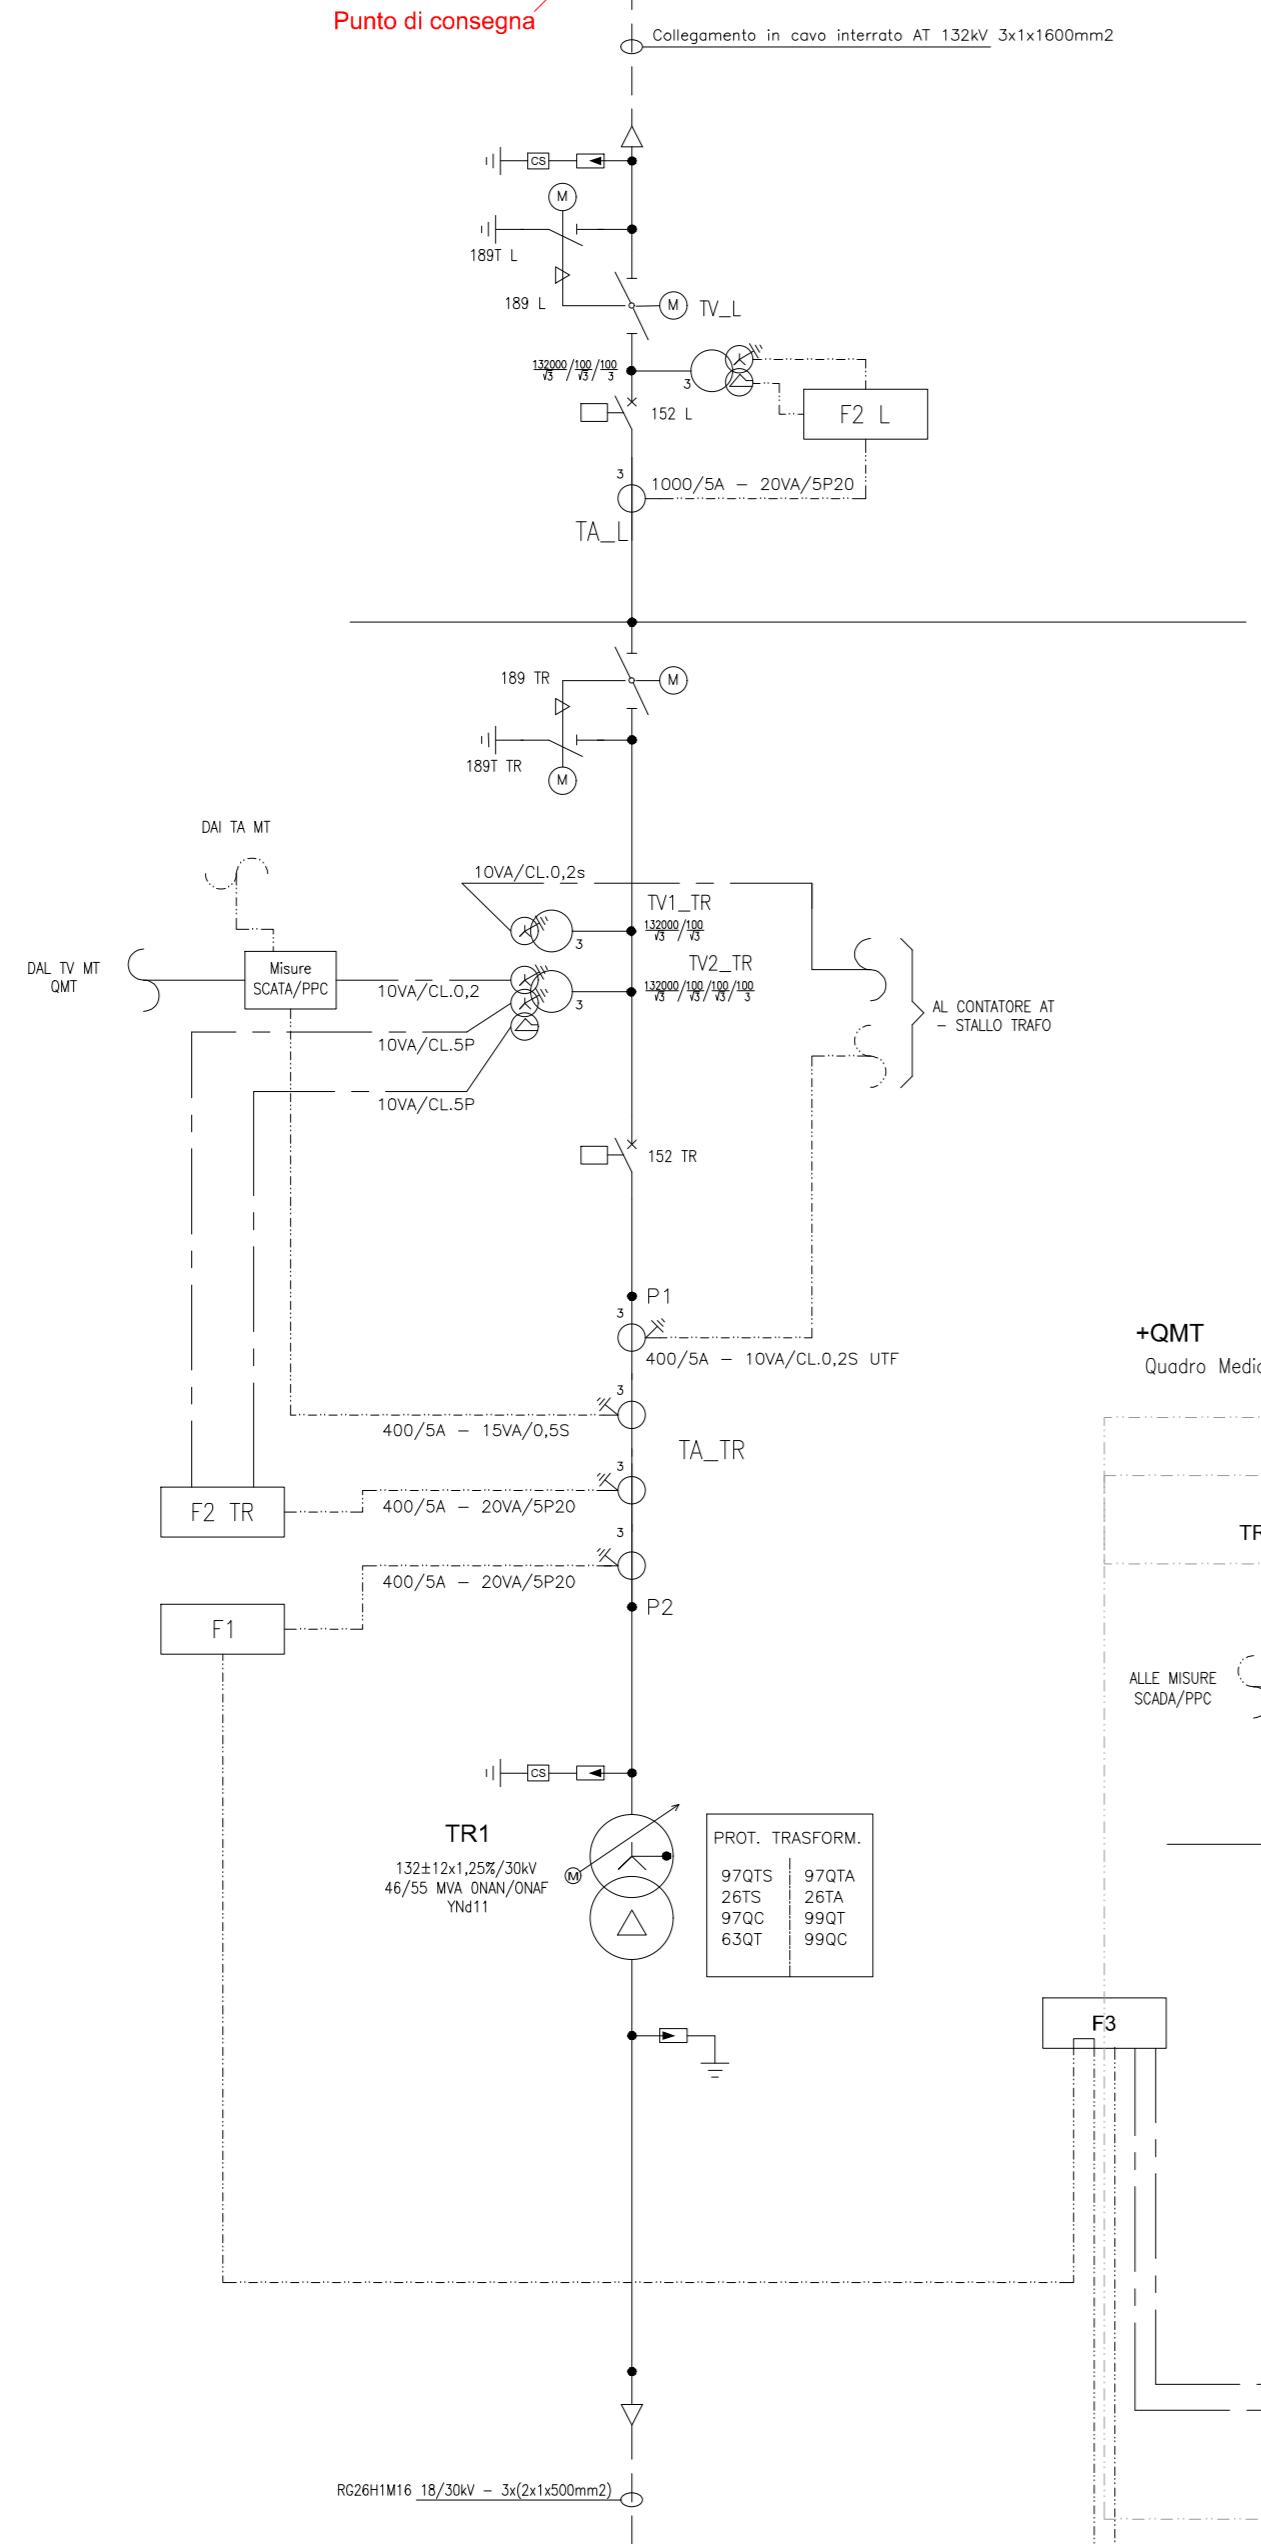 Punto di consegna
Collegamento in cavo interrato AT 132kV 3x1x1600mm2
CS
M
189T L
189 L
M
TV_L
132000/√3/100/√3/100/3
3
152 L
F2 L
3
1000/5A – 20VA/5P20
TA_L
189 TR
M
189T TR
M
DAI TA MT
10VA/CL.0,2s
TV1_TR
132000/√3/100/√3
3
DAL TV MT
QMT
Misure
SCATA/PPC
10VA/CL.0,2
TV2_TR
132000/√3/100/√3/100/√3/100/3
3
10VA/CL.5P
10VA/CL.5P
AL CONTATORE AT
– STALLO TRAFO
152 TR
P1
3
400/5A – 10VA/CL.0,2S UTF
+QMT
Quadro Medi
3
400/5A – 15VA/0,5S
TA_TR
3
F2 TR
400/5A – 20VA/5P20
TR
3
400/5A – 20VA/5P20
F1
P2
ALLE MISURE
SCADA/PPC
CS
TR1
132±12x1,25%/30kV
46/55 MVA ONAN/ONAF
YNd11
M
PROT. TRASFORM.
97QTS 97QTA
26TS 26TA
97QC 99QT
63QT 99QC
F3
RG26H1M16 18/30kV – 3x(2x1x500mm2)